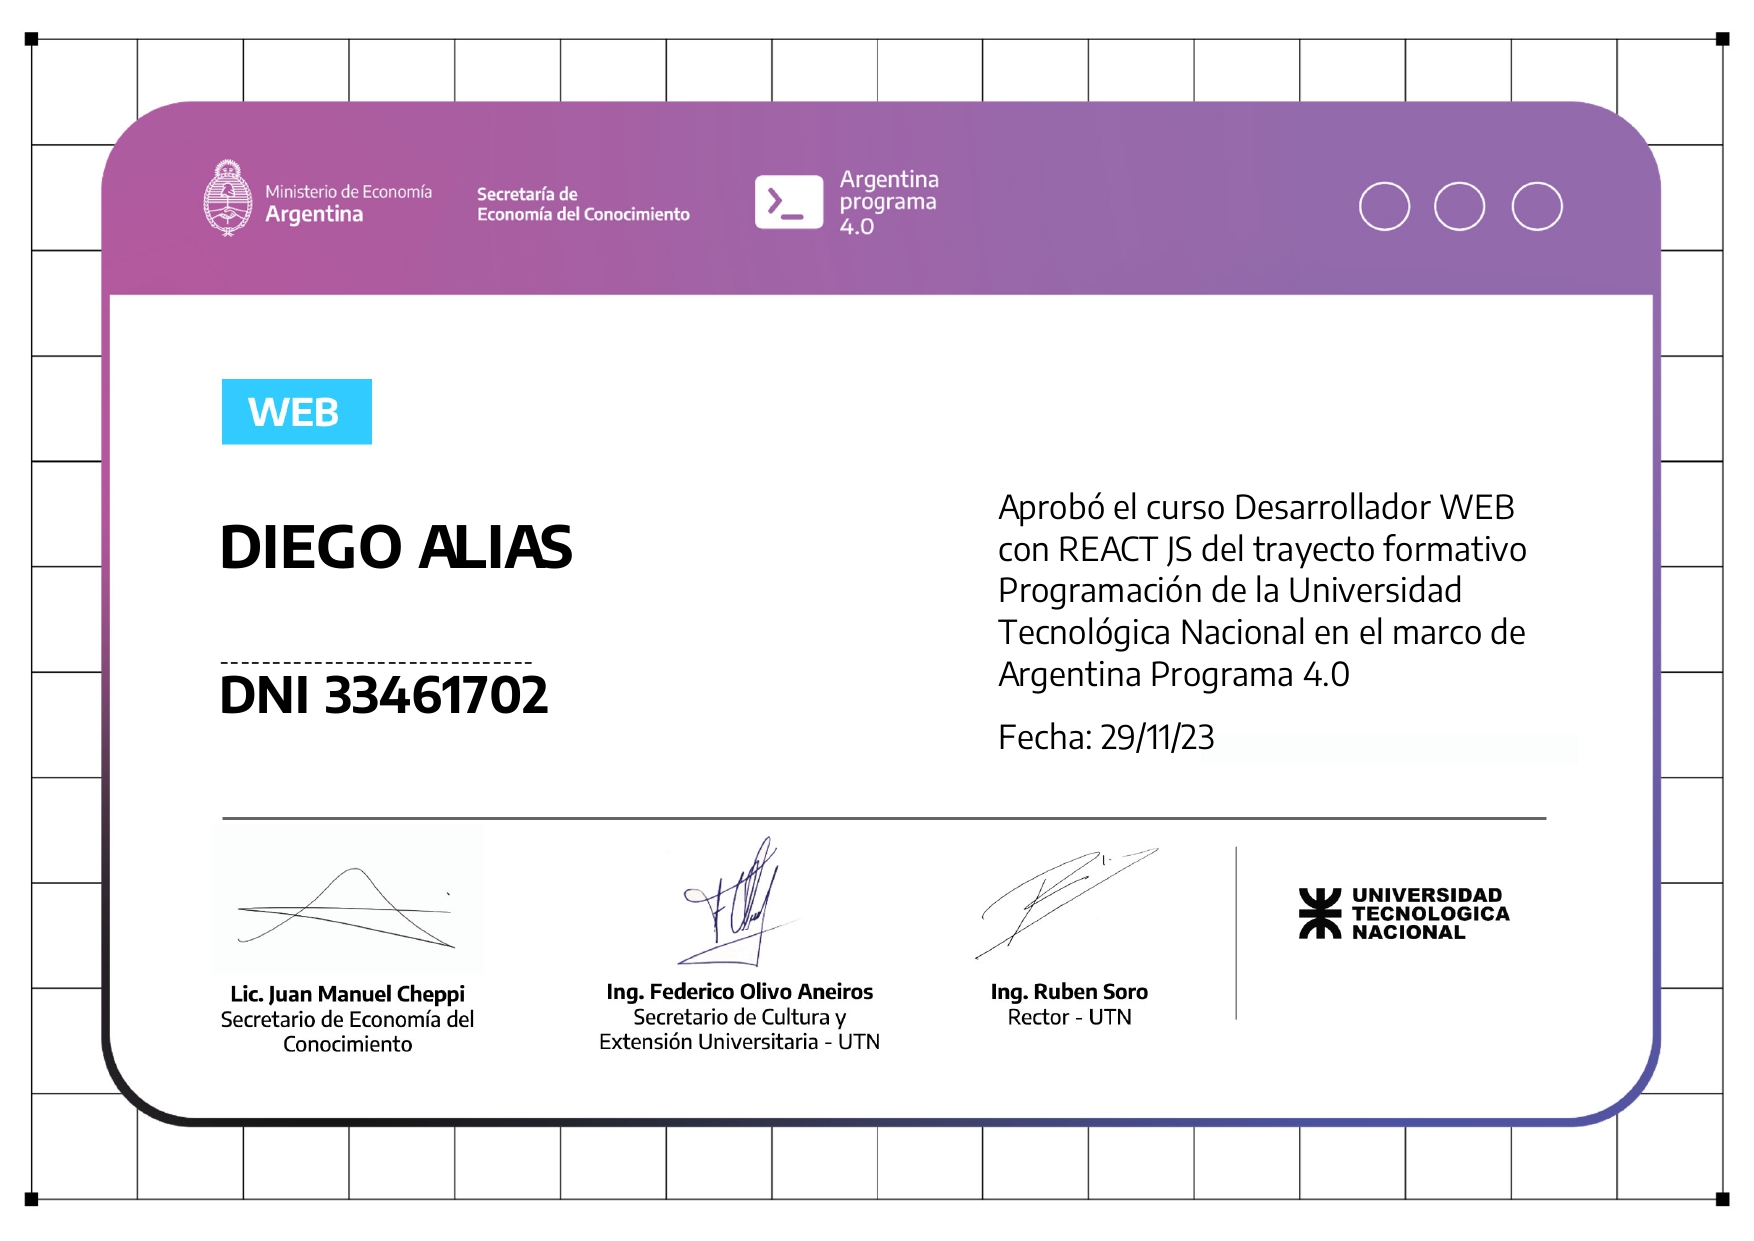 Ministerio de Economía
Argentina
Secretaría de
Economía del Conocimiento
Argentina
programa
4.0
WEB
DIEGO ALIAS
Aprobó el curso Desarrollador WEB
con REACT JS del trayecto formativo
Programación de la Universidad
Tecnológica Nacional en el marco de
Argentina Programa 4.0
Fecha: 29/11/23
------------------------------
DNI 33461702
Lic. Juan Manuel Cheppi
Secretario de Economía del
Conocimiento
Ing. Federico Olivo Aneiros
Secretario de Cultura y
Extensión Universitaria - UTN
Ing. Ruben Soro
Rector - UTN
UNIVERSIDAD
TECNOLOGICA
NACIONAL